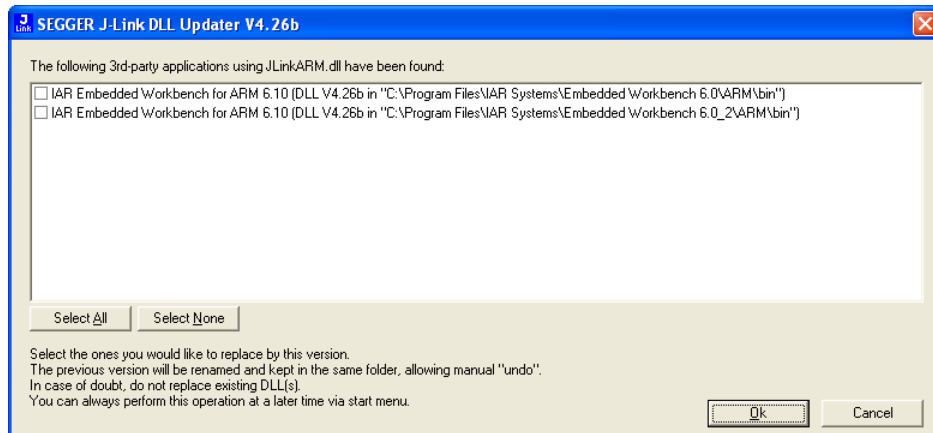 J Link SEGGER J-Link DLL Updater V4.26b
The following 3rd-party applications using JLinkARM.dll have been found:
IAR Embedded Workbench for ARM 6.10 (DLL V4.26b in "C:\Program Files\IAR Systems\Embedded Workbench 6.0\ARM\bin")
IAR Embedded Workbench for ARM 6.10 (DLL V4.26b in "C:\Program Files\IAR Systems\Embedded Workbench 6.0_2\ARM\bin")
Select All Select None
Select the ones you would like to replace by this version.
The previous version will be renamed and kept in the same folder, allowing manual "undo".
In case of doubt, do not replace existing DLL(s).
You can always perform this operation at a later time via start menu.
Ok Cancel